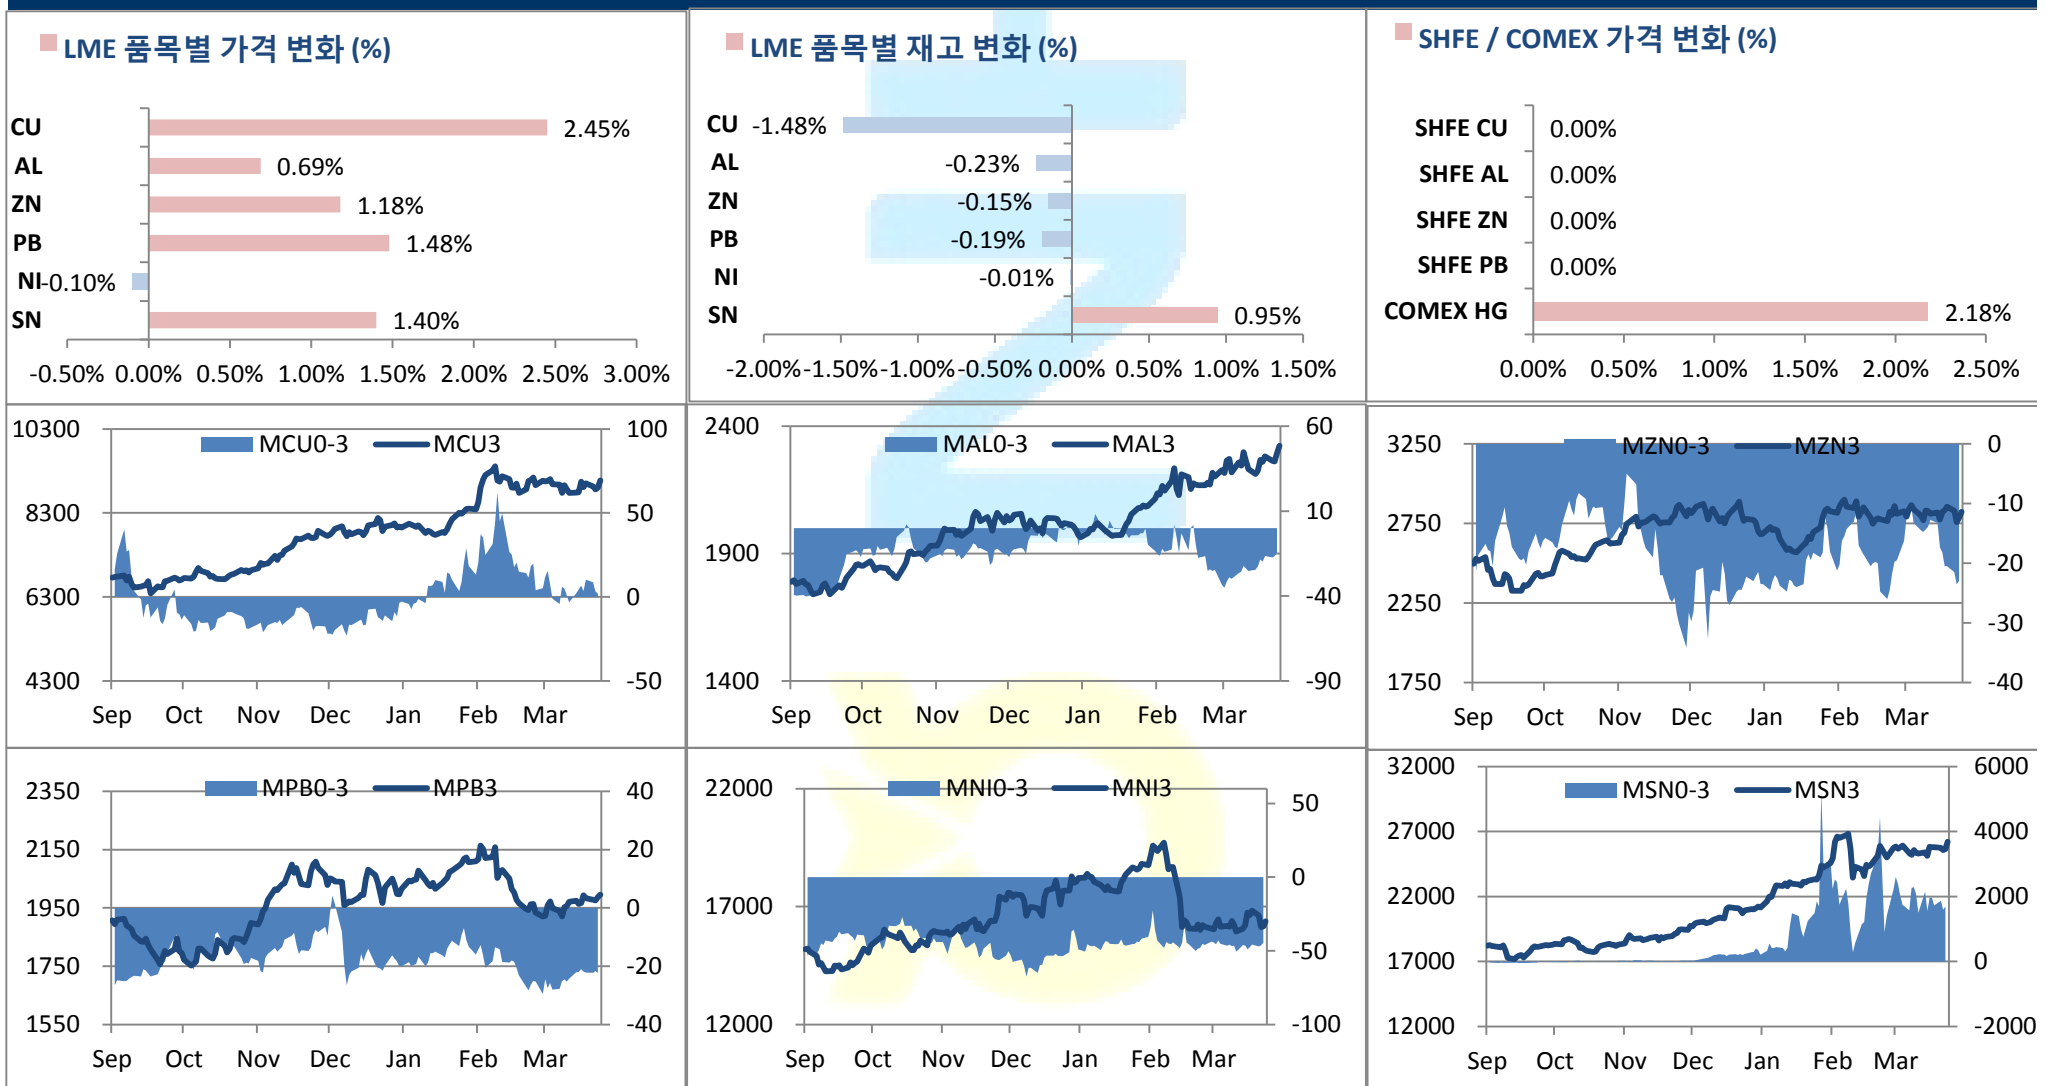 LME 품목별 가격 변화 (%)
CU 2.45%
AL 0.69%
ZN 1.18%
PB 1.48%
NI -0.10%
SN 1.40%
-0.50% 0.00% 0.50% 1.00% 1.50% 2.00% 2.50% 3.00%
LME 품목별 재고 변화 (%)
CU -1.48%
AL -0.23%
ZN -0.15%
PB -0.19%
NI -0.01%
SN 0.95%
-2.00% -1.50% -1.00% -0.50% 0.00% 0.50% 1.00% 1.50%
SHFE / COMEX 가격 변화 (%)
SHFE CU 0.00%
SHFE AL 0.00%
SHFE ZN 0.00%
SHFE PB 0.00%
COMEX HG 2.18%
0.00% 0.50% 1.00% 1.50% 2.00% 2.50%
MCU0-3 MCU3
10300 100
8300 50
6300 0
4300 -50
Sep Oct Nov Dec Jan Feb Mar
MAL0-3 MAL3
2400 60
10
1900
-40
1400 -90
Sep Oct Nov Dec Jan Feb Mar
MZN0-3 MZN3
3250 0
-10
2750
-20
2250
-30
1750 -40
Sep Oct Nov Dec Jan Feb Mar
MPB0-3 MPB3
2350 40
2150 20
1950 0
1750 -20
1550 -40
Sep Oct Nov Dec Jan Feb Mar
MNI0-3 MNI3
22000
50
0
17000
-50
12000 -100
Sep Oct Nov Dec Jan Feb Mar
MSN0-3 MSN3
32000 6000
27000 4000
22000 2000
17000 0
12000 -2000
Sep Oct Nov Dec Jan Feb Mar